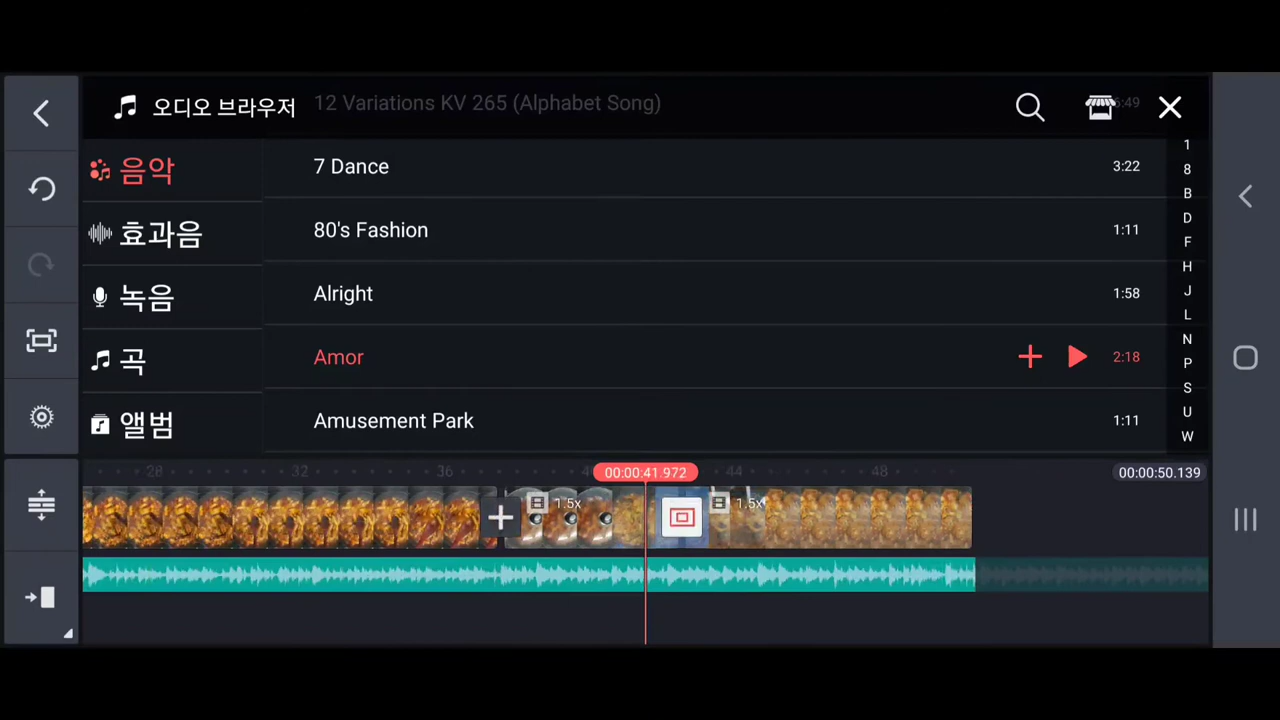 오디오 브라우저
12 Variations KV 265 (Alphabet Song)
6:49
음악
7 Dance
3:22
효과음
80's Fashion
1:11
녹음
Alright
1:58
곡
Amor
2:18
앨범
Amusement Park
1:11
1
8
B
D
F
H
J
L
N
P
S
U
W
28
32
36
00:00:41.972
44
48
00:00:50.139
1.5x
1.5x